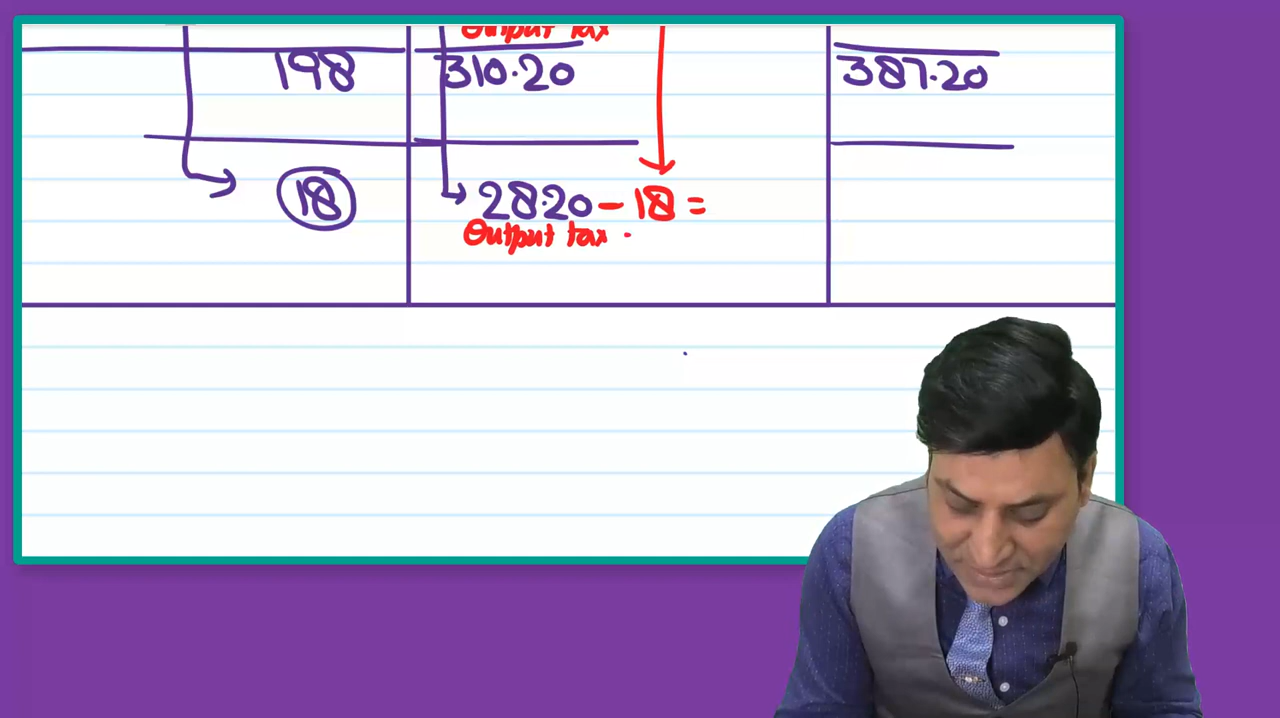 Output tax
198 310.20 387.20
18 28.20 - 18 =
Output tax